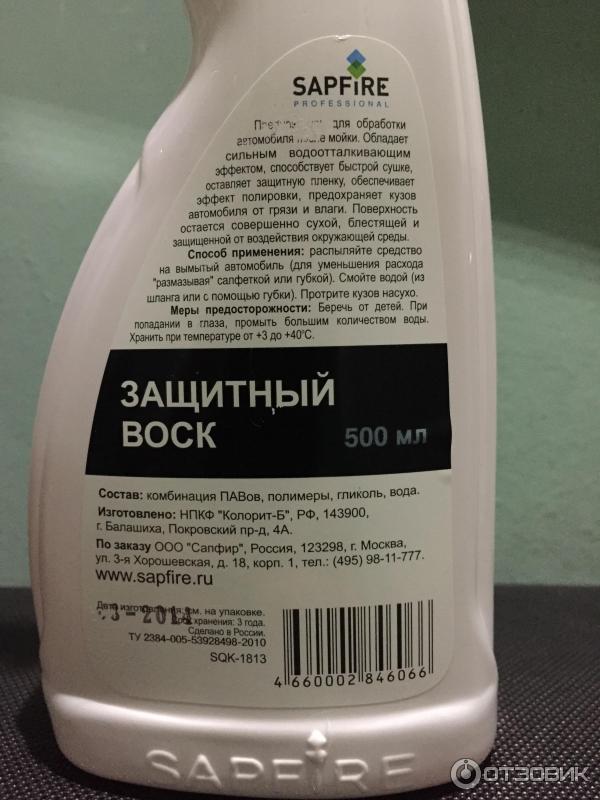 SAPFIRE
PROFESSIONAL
для обработки
автомобиля после мойки. Обладает
сильным водоотталкивающим
эффектом, способствует быстрой сушке,
оставляет защитную пленку, обеспечивает
эффект полировки, предохраняет кузов
автомобиля от грязи и влаги. Поверхность
остается совершенно сухой, блестящей и
защищенной от воздействия окружающей среды.
Способ применения: распыляйте средство
на вымытый автомобиль (для уменьшения расхода
"размазывая" салфеткой или губкой). Смойте водой (из
шланга или с помощью губки). Протрите кузов насухо.
Меры предосторожности: Беречь от детей. При
попадании в глаза, промыть большим количеством воды.
Хранить при температуре от +3 до +40°С.
ЗАЩИТНЫЙ
ВОСК 500 мл
Состав: комбинация ПАВов, полимеры, гликоль, вода.
Изготовлено: НПКФ "Колорит-Б", РФ, 143900,
г. Балашиха, Покровский пр-д, 4А.
По заказу ООО "Сапфир", Россия, 123298, г. Москва,
ул. 3-я Хорошевская, д. 18, корп. 1, тел.: (495) 98-11-777.
www.sapfire.ru
Дата изготовления: см. на упаковке.
Срок хранения: 3 года.
Сделано в России.
ТУ 2384-005-53928498-2010
SQK-1813
4 660002 846066
SAPFIRE
ОТЗОВИК